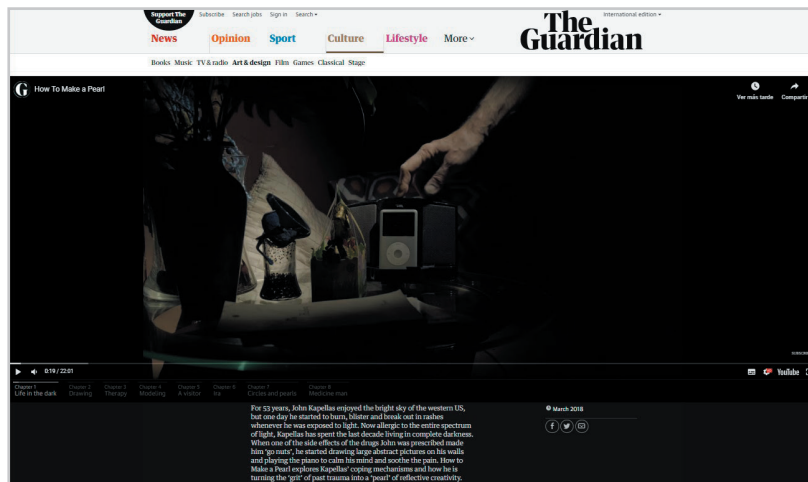 Support The
Guardian
Subscribe Search jobs Sign in Search
International edition
The
Guardian
News Opinion Sport Culture Lifestyle More
Books Music TV & radio Art & design Film Games Classical Stage
G How To Make a Pearl
Ver más tarde Compartir
SUBSCRIBE
0:19 / 22:01
YouTube
Chapter 1 Chapter 2 Chapter 3 Chapter 4 Chapter 5 Chapter 6 Chapter 7 Chapter 8
Life in the dark Drawing Therapy Modeling A visitor Ira Circles and pearls Medicine man
For 53 years, John Kapellas enjoyed the bright sky of the western US,
but one day he started to burn, blister and break out in rashes
whenever he was exposed to light. Now allergic to the entire spectrum
of light, Kapellas has spent the last decade living in complete darkness.
When one of the side effects of the drugs John was prescribed made
him ‘go nuts’, he started drawing large abstract pictures on his walls
and playing the piano to calm his mind and soothe the pain. How to
Make a Pearl explores Kapellas’ coping mechanisms and how he is
turning the ‘grit’ of past trauma into a ‘pearl’ of reflective creativity.
March 2018